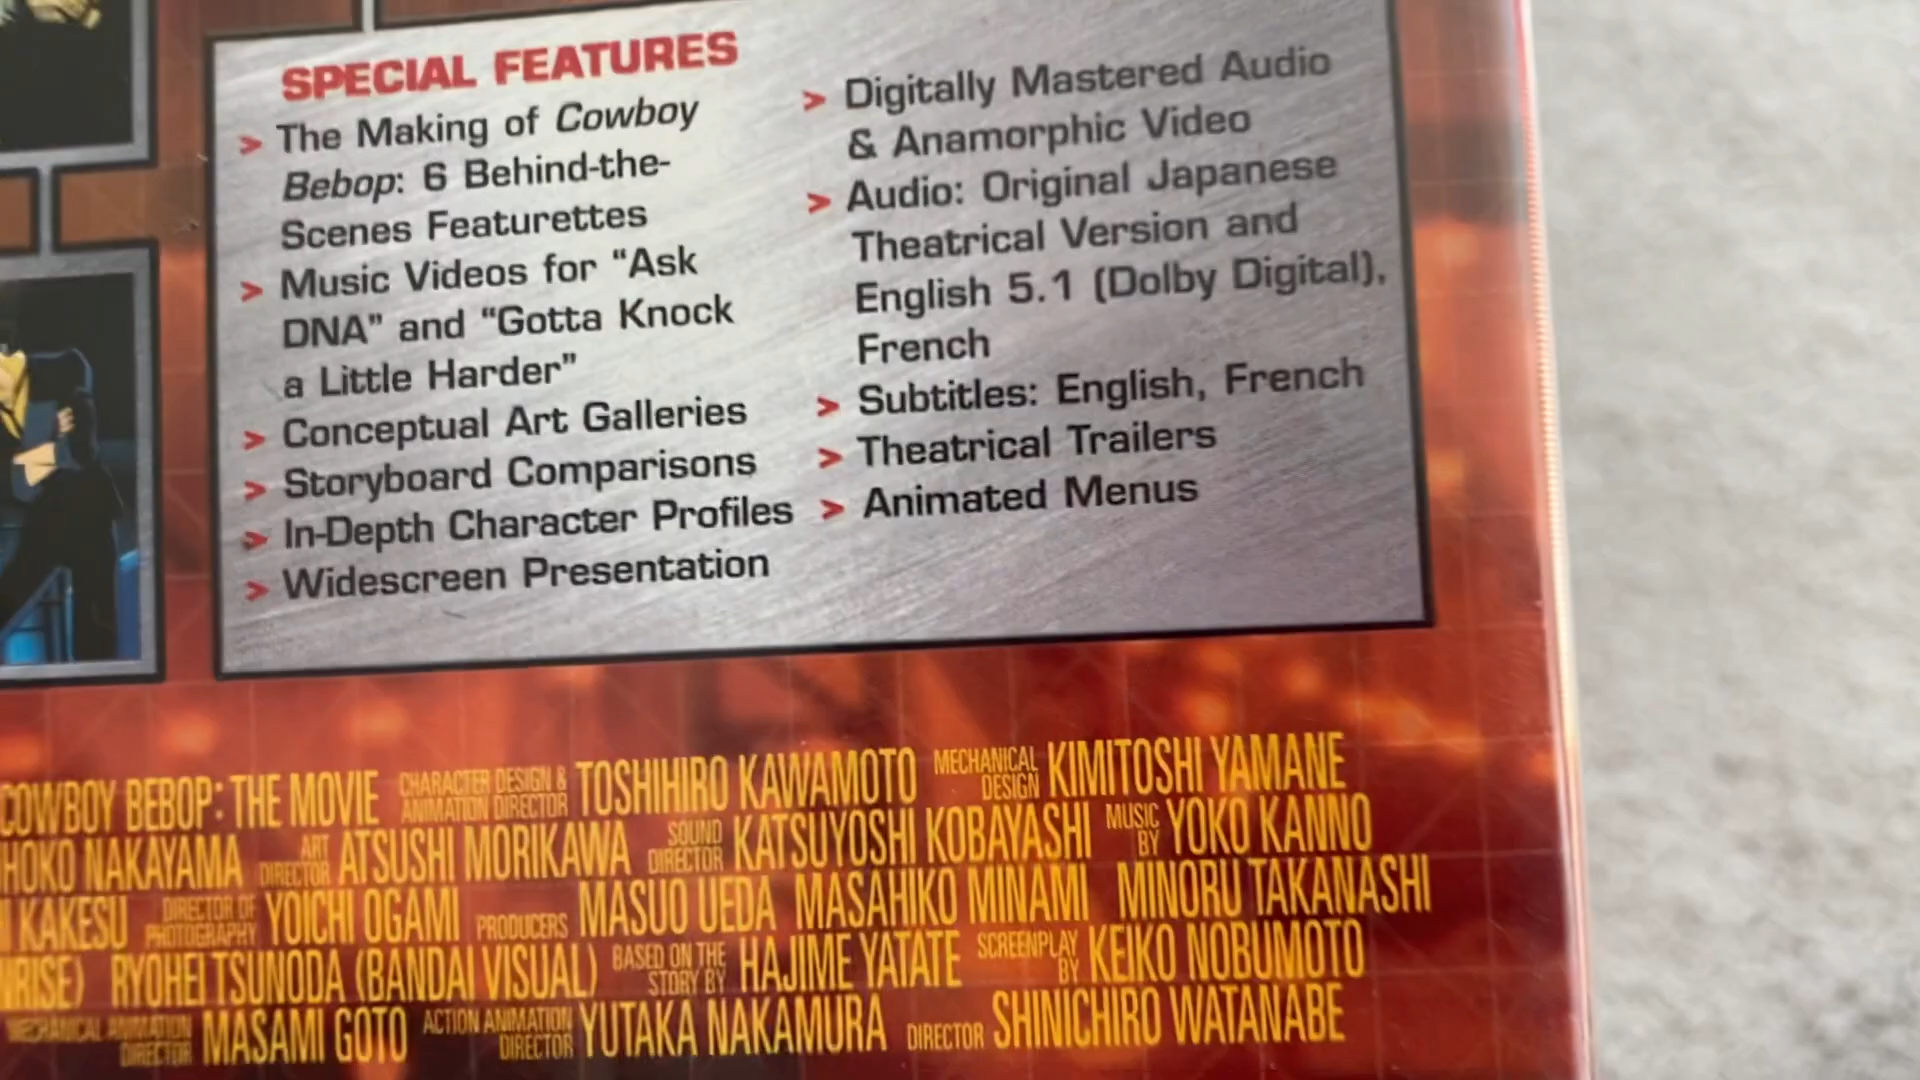 SPECIAL FEATURES
> The Making of Cowboy
Bebop: 6 Behind-the-
Scenes Featurettes
> Music Videos for “Ask
DNA” and “Gotta Knock
a Little Harder”
> Conceptual Art Galleries
> Storyboard Comparisons
> In-Depth Character Profiles
> Widescreen Presentation
> Digitally Mastered Audio
& Anamorphic Video
> Audio: Original Japanese
Theatrical Version and
English 5.1 (Dolby Digital),
French
> Subtitles: English, French
> Theatrical Trailers
> Animated Menus
COWBOY BEBOP: THE MOVIE CHARACTER DESIGN & ANIMATION DIRECTOR TOSHIHIRO KAWAMOTO MECHANICAL DESIGN KIMITOSHI YAMANE
HOKO NAKAYAMA ART DIRECTOR ATSUSHI MORIKAWA SOUND DIRECTOR KATSUYOSHI KOBAYASHI MUSIC BY YOKO KANNO
KAKESU DIRECTOR OF PHOTOGRAPHY YOICHI OGAMI PRODUCERS MASUO UEDA MASAHIKO MINAMI MINORU TAKANASHI
RISE) RYOHEI TSUNODA (BANDAI VISUAL) BASED ON THE STORY BY HAJIME YATATE SCREENPLAY BY KEIKO NOBUMOTO
MECHANICAL ANIMATION DIRECTOR MASAMI GOTO ACTION ANIMATION DIRECTOR YUTAKA NAKAMURA DIRECTOR SHINICHIRO WATANABE